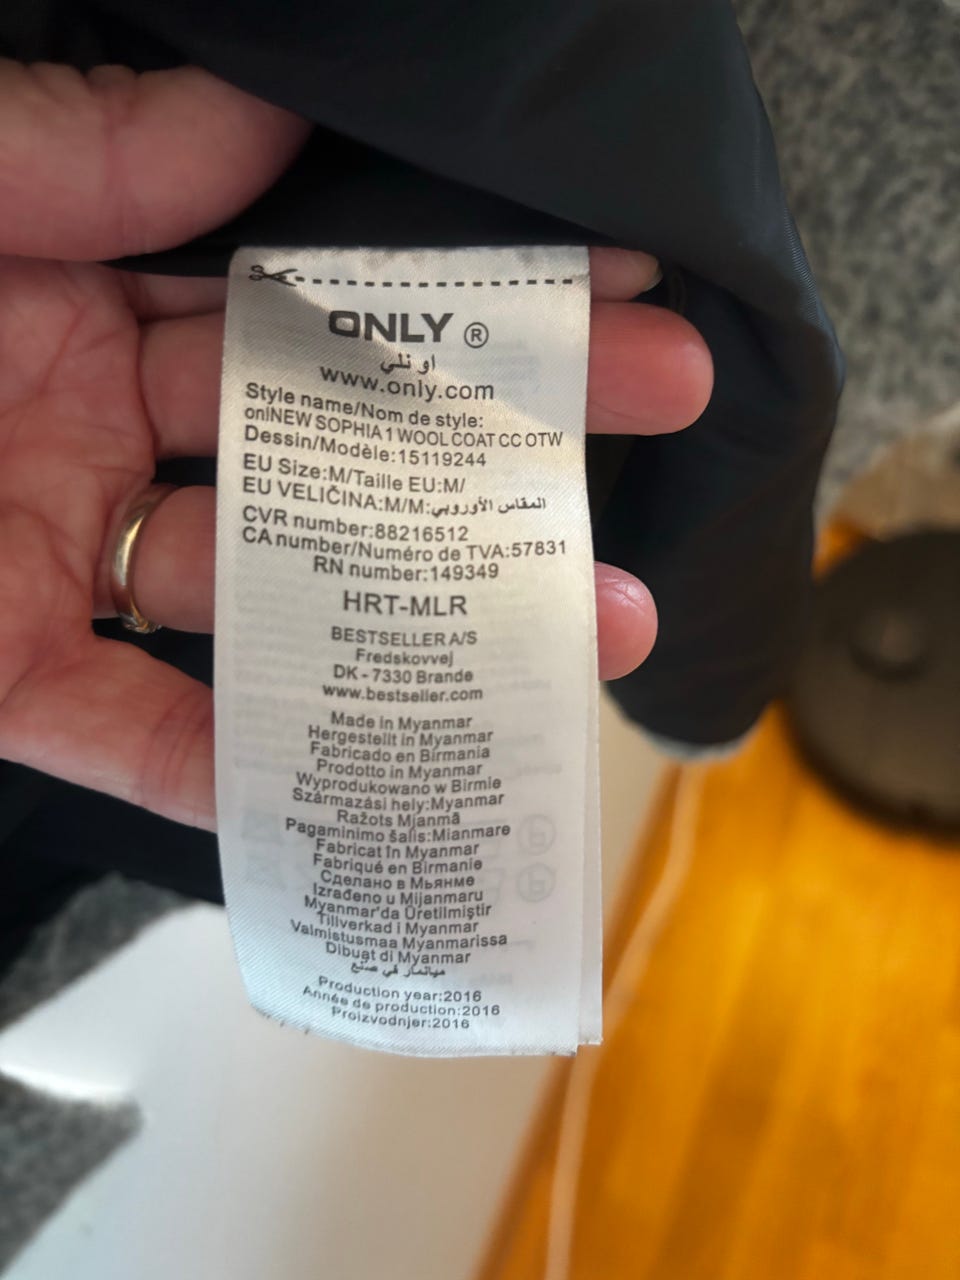 ONLY ®
او نلي
www.only.com
Style name/Nom de style:
onlNEW SOPHIA 1 WOOL COAT CC OTW
Dessin/Modèle:15119244
EU Size:M/Taille EU:M/
EU VELIČINA:M/M:المقاس الأوروبي
CVR number:88216512
CA number/Numéro de TVA:57831
RN number:149349
HRT-MLR
BESTSELLER A/S
Fredskovvej
DK - 7330 Brande
www.bestseller.com
Made in Myanmar
Hergestellt in Myanmar
Fabricado en Birmania
Prodotto in Myanmar
Wyprodukowano w Birmie
Származási hely:Myanmar
Ražots Mjanmā
Pagaminimo šalis:Mianmare
Fabricat în Myanmar
Fabriqué en Birmanie
Сделано в Мьянме
Izrađeno u Mijanmaru
Myanmar'da Üretilmiştir
Tillverkad i Myanmar
Valmistusmaa Myanmarissa
Dibuat di Myanmar
ميانمار في صنع
Production year:2016
Année de production:2016
Proizvodnjer:2016